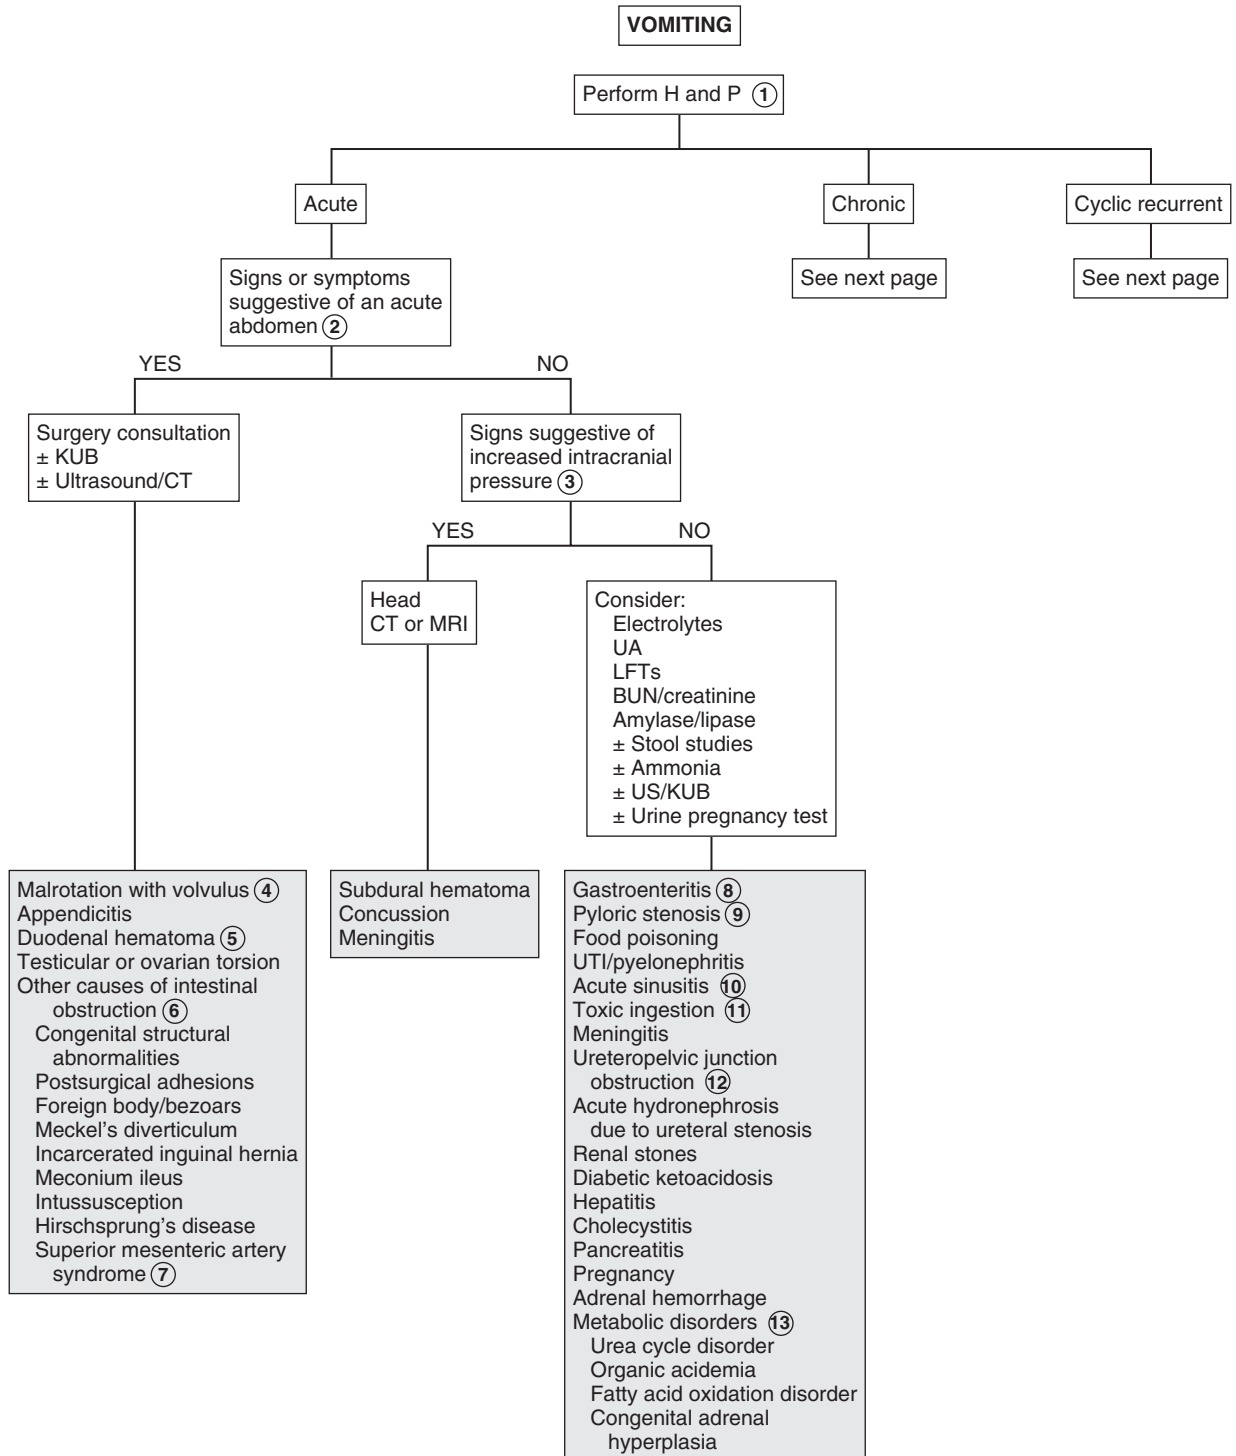 VOMITING
Perform H and P 1
Acute
Chronic
Cyclic recurrent
Signs or symptoms
suggestive of an acute
abdomen 2
See next page
See next page
YES
NO
Surgery consultation
± KUB
± Ultrasound/CT
Signs suggestive of
increased intracranial
pressure 3
YES
NO
Head
CT or MRI
Consider:
Electrolytes
UA
LFTs
BUN/creatinine
Amylase/lipase
± Stool studies
± Ammonia
± US/KUB
± Urine pregnancy test
Malrotation with volvulus 4
Appendicitis
Duodenal hematoma 5
Testicular or ovarian torsion
Other causes of intestinal
obstruction 6
Congenital structural
abnormalities
Postsurgical adhesions
Foreign body/bezoars
Meckel's diverticulum
Incarcerated inguinal hernia
Meconium ileus
Intussusception
Hirschsprung's disease
Superior mesenteric artery
syndrome 7
Subdural hematoma
Concussion
Meningitis
Gastroenteritis 8
Pyloric stenosis 9
Food poisoning
UTI/pyelonephritis
Acute sinusitis 10
Toxic ingestion 11
Meningitis
Ureteropelvic junction
obstruction 12
Acute hydronephrosis
due to ureteral stenosis
Renal stones
Diabetic ketoacidosis
Hepatitis
Cholecystitis
Pancreatitis
Pregnancy
Adrenal hemorrhage
Metabolic disorders 13
Urea cycle disorder
Organic acidemia
Fatty acid oxidation disorder
Congenital adrenal
hyperplasia